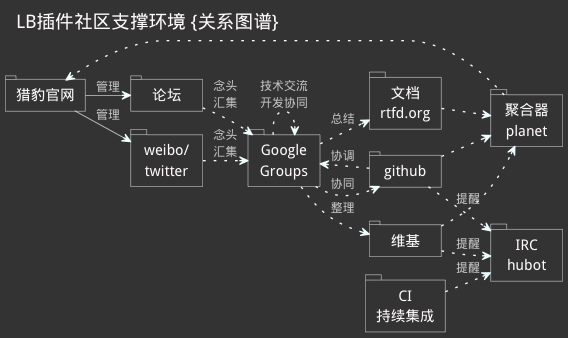 LB插件社区支撑环境 {关系图谱}
猎豹官网
管理
管理
论坛
weibo/
twitter
念头
汇集
念头
汇集
技术交流
开发协同
Google
Groups
总结
协调
协同
整理
文档
rtfd.org
github
维基
CI
持续集成
提醒
提醒
提醒
聚合器
planet
IRC
hubot